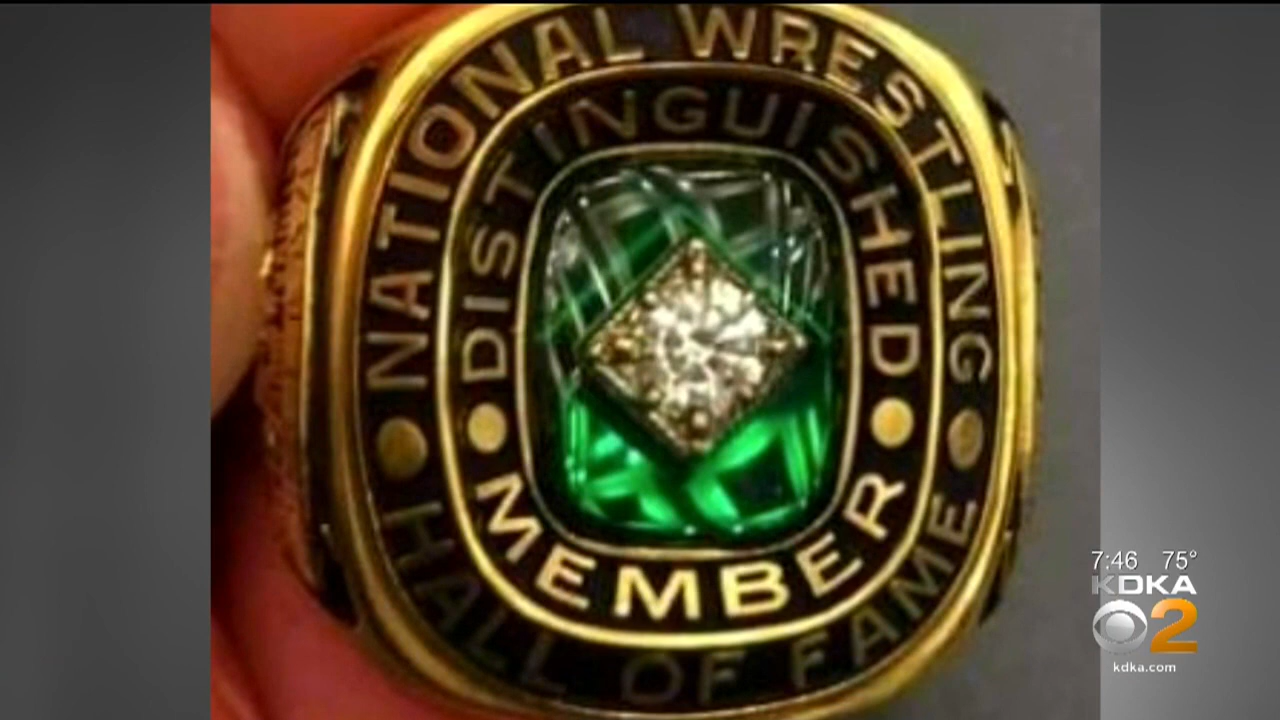 NATIONAL WRESTLING
DISTINGUISHED
MEMBER
HALL OF FAME
7:46 75°
KDKA
2
kdka.com